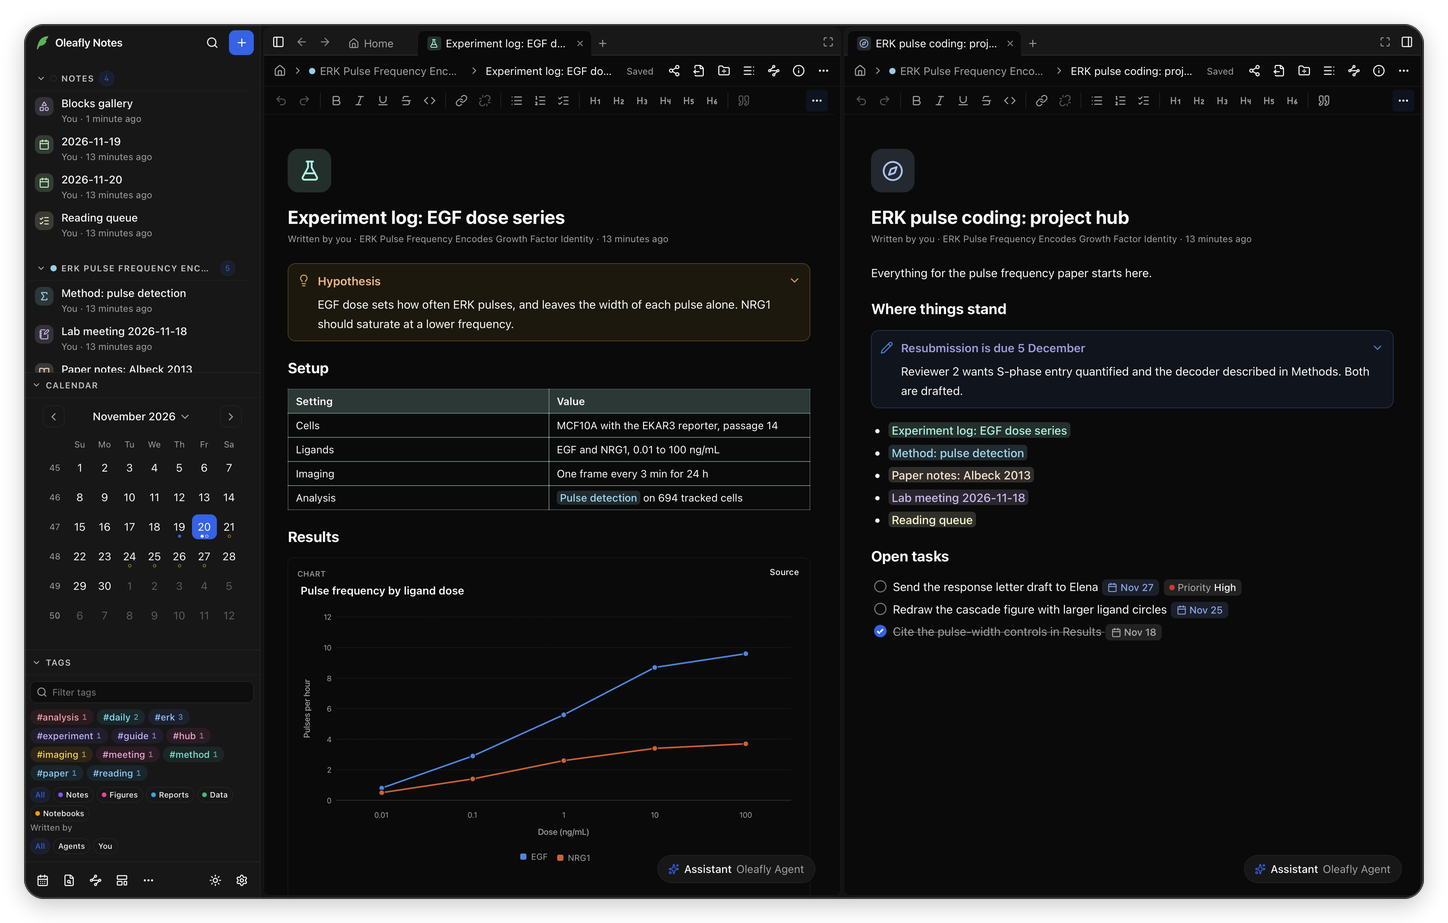 Oleafly Notes
NOTES 4
Blocks gallery
You · 1 minute ago
2026-11-19
You · 13 minutes ago
2026-11-20
You · 13 minutes ago
Reading queue
You · 13 minutes ago
ERK PULSE FREQUENCY ENC... 5
Method: pulse detection
You · 13 minutes ago
Lab meeting 2026-11-18
You · 13 minutes ago
Paper notes: Albeck 2013
CALENDAR
November 2026
Su Mo Tu We Th Fr Sa
45 1 2 3 4 5 6 7
46 8 9 10 11 12 13 14
47 15 16 17 18 19 20 21
48 22 23 24 25 26 27 28
49 29 30 1 2 3 4 5
50 6 7 8 9 10 11 12
TAGS
Filter tags
#analysis 1 #daily 2 #erk 3
#experiment 1 #guide 1 #hub 1
#imaging 1 #meeting 1 #method 1
#paper 1 #reading 1
All Notes Figures Reports Data
Notebooks
Written by
All Agents You
Home
Experiment log: EGF d...
ERK Pulse Frequency Enc...
Experiment log: EGF do...
Saved
B I U S H1 H2 H3 H4 H5 H6
Experiment log: EGF dose series
Written by you · ERK Pulse Frequency Encodes Growth Factor Identity · 13 minutes ago
Hypothesis
EGF dose sets how often ERK pulses, and leaves the width of each pulse alone. NRG1
should saturate at a lower frequency.
Setup
Setting Value
Cells MCF10A with the EKAR3 reporter, passage 14
Ligands EGF and NRG1, 0.01 to 100 ng/mL
Imaging One frame every 3 min for 24 h
Analysis Pulse detection on 694 tracked cells
Results
CHART
Source
Pulse frequency by ligand dose
12
10
8
6
4
2
0
Pulses per hour
0.01 0.1 1 10 100
Dose (ng/mL)
EGF NRG1
Assistant Oleafly Agent
ERK pulse coding: proj...
ERK Pulse Frequency Enco...
ERK pulse coding: proj...
Saved
B I U S H1 H2 H3 H4 H5 H6
ERK pulse coding: project hub
Written by you · ERK Pulse Frequency Encodes Growth Factor Identity · 13 minutes ago
Everything for the pulse frequency paper starts here.
Where things stand
Resubmission is due 5 December
Reviewer 2 wants S-phase entry quantified and the decoder described in Methods. Both
are drafted.
Experiment log: EGF dose series
Method: pulse detection
Paper notes: Albeck 2013
Lab meeting 2026-11-18
Reading queue
Open tasks
Send the response letter draft to Elena Nov 27 Priority High
Redraw the cascade figure with larger ligand circles Nov 25
Cite the pulse-width controls in Results Nov 18
Assistant Oleafly Agent